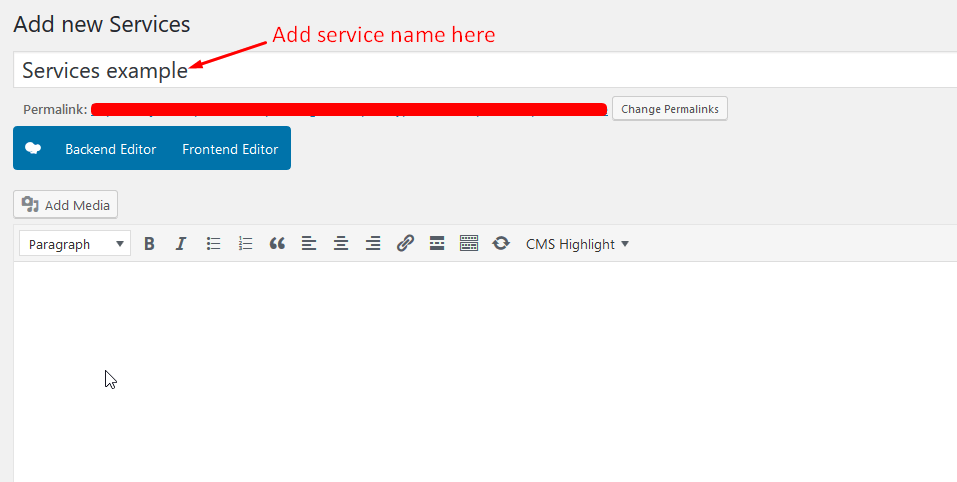 Add new Services
Add service name here
Services example
Permalink:
Change Permalinks
Backend Editor Frontend Editor
Add Media
Paragraph B I CMS Highlight